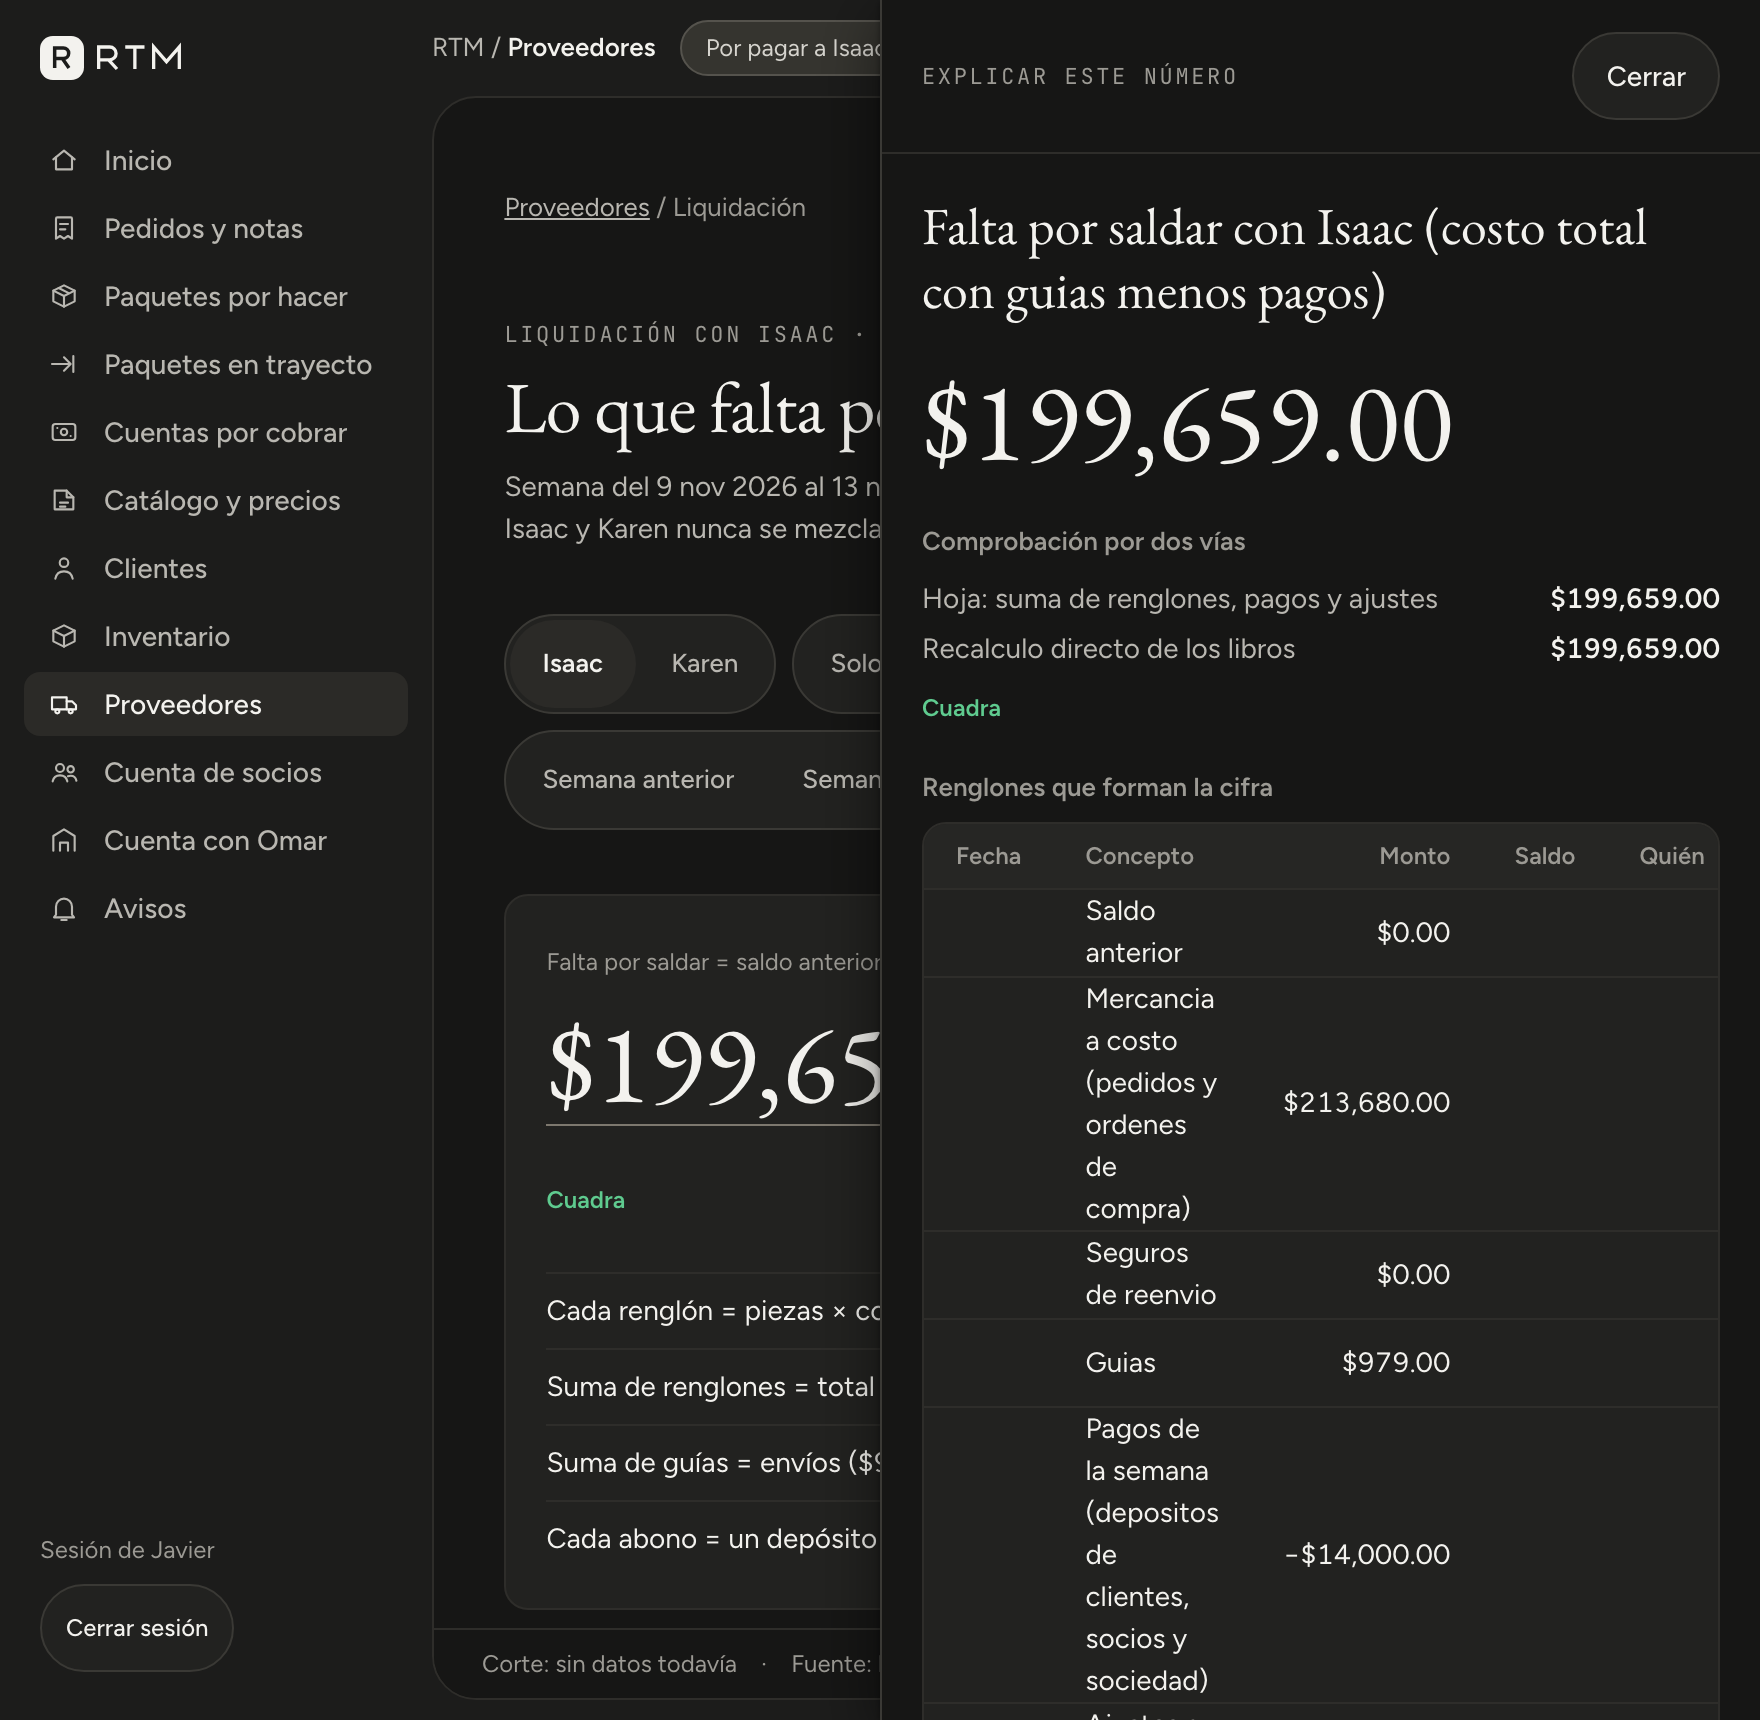 R RTM
Inicio
Pedidos y notas
Paquetes por hacer
Paquetes en trayecto
Cuentas por cobrar
Catálogo y precios
Clientes
Inventario
Proveedores
Cuenta de socios
Cuenta con Omar
Avisos
Sesión de Javier
Cerrar sesión
RTM / Proveedores
Por pagar a Isaac
Proveedores / Liquidación
LIQUIDACIÓN CON ISAAC ·
Lo que falta
Semana del 9 nov 2026 al 13
Isaac y Karen nunca se
Isaac
Karen
Solo
Semana anterior
Falta por saldar = saldo anterior
$199,65
Cuadra
Cada renglón = piezas ×
Suma de renglones = total
Suma de guías = envíos
Cada abono = un depósito
Corte: sin datos todavía · Fuente:
EXPLICAR ESTE NÚMERO
Cerrar
Falta por saldar con Isaac (costo total
con guias menos pagos)
$199,659.00
Comprobación por dos vías
Hoja: suma de renglones, pagos y ajustes $199,659.00
Recalculo directo de los libros $199,659.00
Cuadra
Renglones que forman la cifra
Fecha Concepto Monto Saldo Quién
Saldo
anterior
$0.00
Mercancia
a costo
(pedidos y
ordenes
de
compra)
$213,680.00
Seguros
de reenvio
$0.00
Guias $979.00
Pagos de
la semana
(depositos
de
clientes,
socios y
sociedad)
-$14,000.00